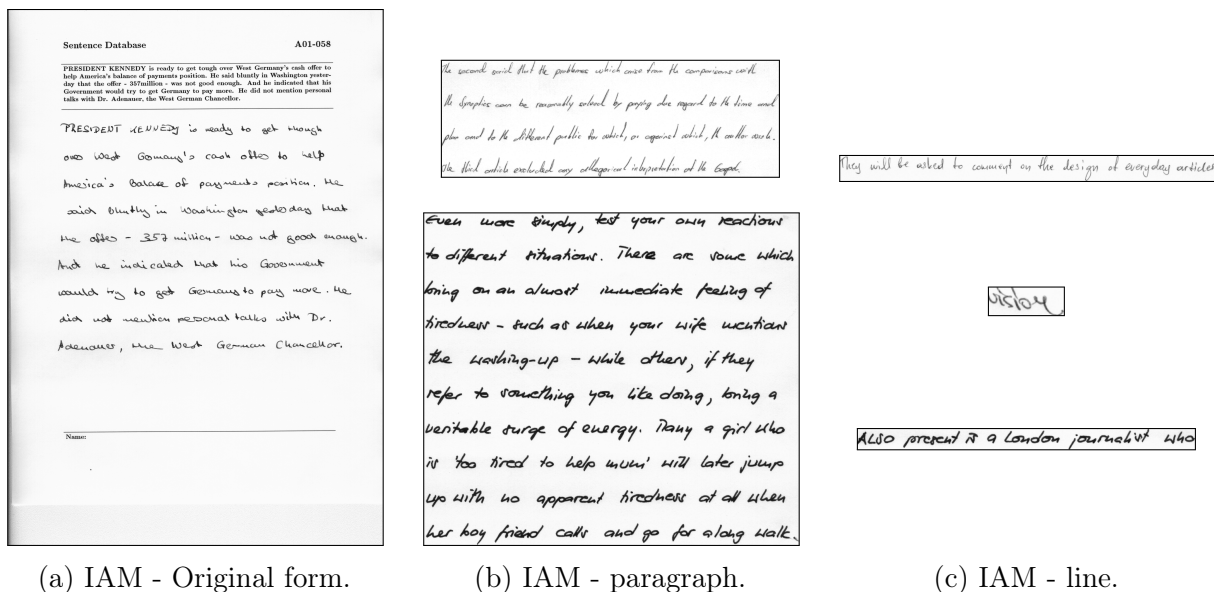 Sentence Database A01-058
PRESIDENT KENNEDY is ready to get tough over West Germany's cash offer to
help America's balance of payments position. He said bluntly in Washington yester-
day that the offer - 357million - was not good enough. And he indicated that his
Government would try to get Germany to pay more. He did not mention personal
talks with Dr. Adenauer, the West German Chancellor.
PRESIDENT KENNEDY is ready to get though
over West Germany's cash offer to help
America's Balace of payments position. He
said bluntly in Washington yesterday that
the offer - 357 million - was not good enough.
And he indicated that his Government
would try to get Germany to pay more. He
did not mention personal talks with Dr.
Adenauer, the West German Chancellor.
Name:
(a) IAM - Original form.
The second said that the problems which arise from the comparisons with
the Synoptics can be reasonably solved by paying due regard to the time and
plan and to the different public for which, or against which, the author wrote.
The third article excluded any allegorical interpretation of the Gospel.
Even more simply, test your own reactions
to different situations. There are some which
bring on an almost immediate feeling of
tiredness - such as when your wife mentions
the washing-up - while others, if they
refer to something you like doing, bring a
veritable surge of energy. Many a girl who
is 'too tired to help mum' will later jump
up with no apparent tiredness at all when
her boy friend calls and go for a long walk.
(b) IAM - paragraph.
They will be asked to comment on the design of everyday articles
Also present is a London journalist who
(c) IAM - line.